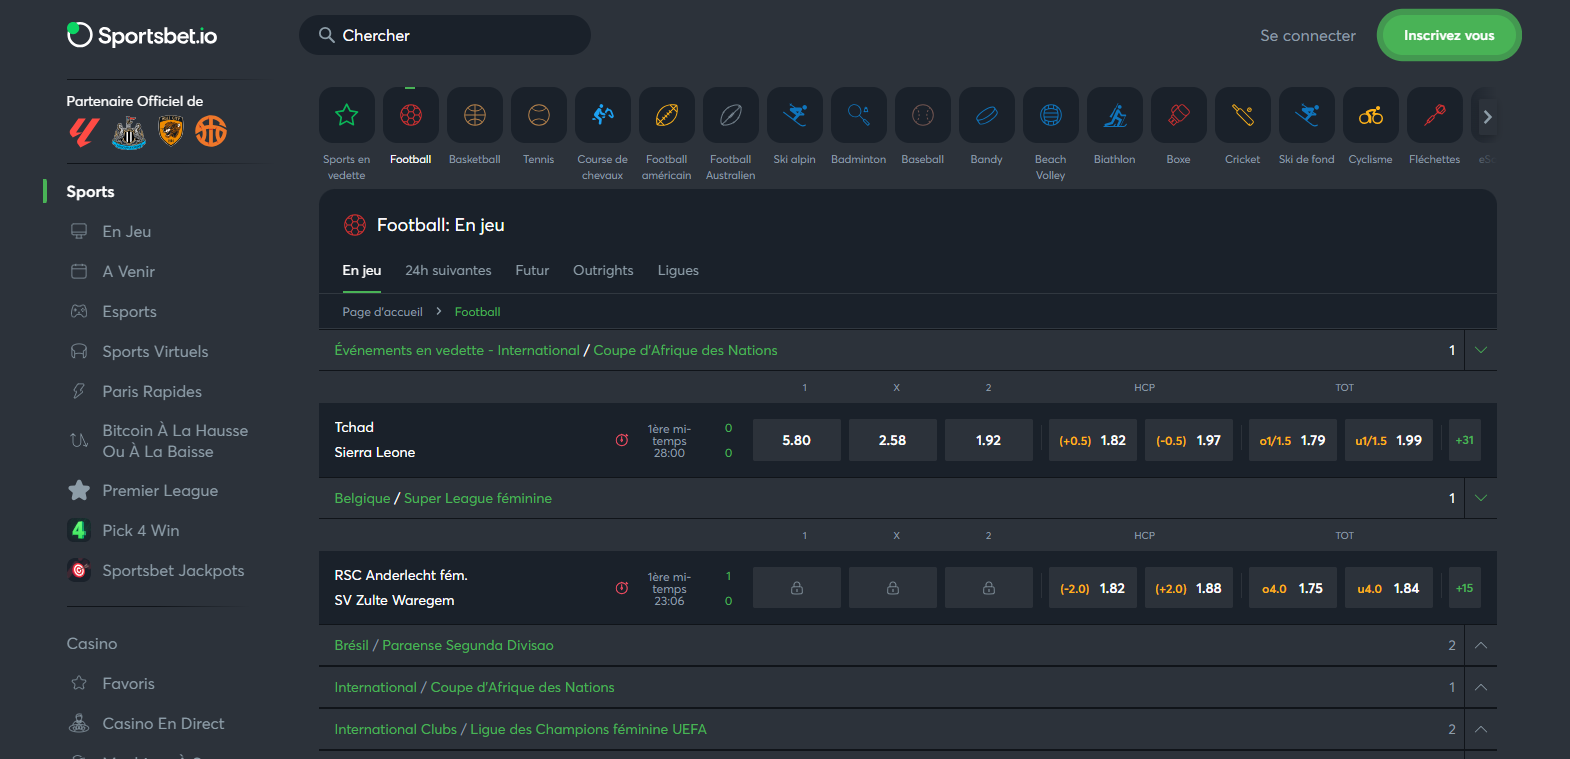 Sportsbet.io
Chercher
Se connecter
Inscrivez vous
Partenaire Officiel de
Sports
En Jeu
A Venir
Esports
Sports Virtuels
Paris Rapides
Bitcoin À La Hausse
Ou À La Baisse
Premier League
4 Pick 4 Win
Sportsbet Jackpots
Casino
Favoris
Casino En Direct
Sports en
vedette
Football
Basketball
Tennis
Course de
chevaux
Football
américain
Football
Australien
Ski alpin
Badminton
Baseball
Bandy
Beach
Volley
Biathlon
Boxe
Cricket
Ski de fond
Cyclisme
Fléchettes
Football: En jeu
En jeu 24h suivantes Futur Outrights Ligues
Page d'accueil > Football
Événements en vedette - International / Coupe d'Afrique des Nations 1
1 X 2 HCP TOT
Tchad
Sierra Leone
1ère mi-
temps
28:00
0
0
5.80 2.58 1.92 (+0.5) 1.82 (-0.5) 1.97 o1/1.5 1.79 u1/1.5 1.99 +31
Belgique / Super League féminine 1
1 X 2 HCP TOT
RSC Anderlecht fém.
SV Zulte Waregem
1ère mi-
temps
23:06
1
0
(-2.0) 1.82 (+2.0) 1.88 o4.0 1.75 u4.0 1.84 +15
Brésil / Paraense Segunda Divisao 2
International / Coupe d'Afrique des Nations 1
International Clubs / Ligue des Champions féminine UEFA 2